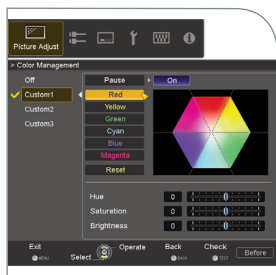 Picture Adjust
> Color Management
Off
Custom1
Custom2
Custom3
Pause On
Red
Yellow
Green
Cyan
Blue
Magenta
Reset
Hue 0
Saturation 0
Brightness 0
Exit Operate Back Check
MENU Select BACK TEST Before